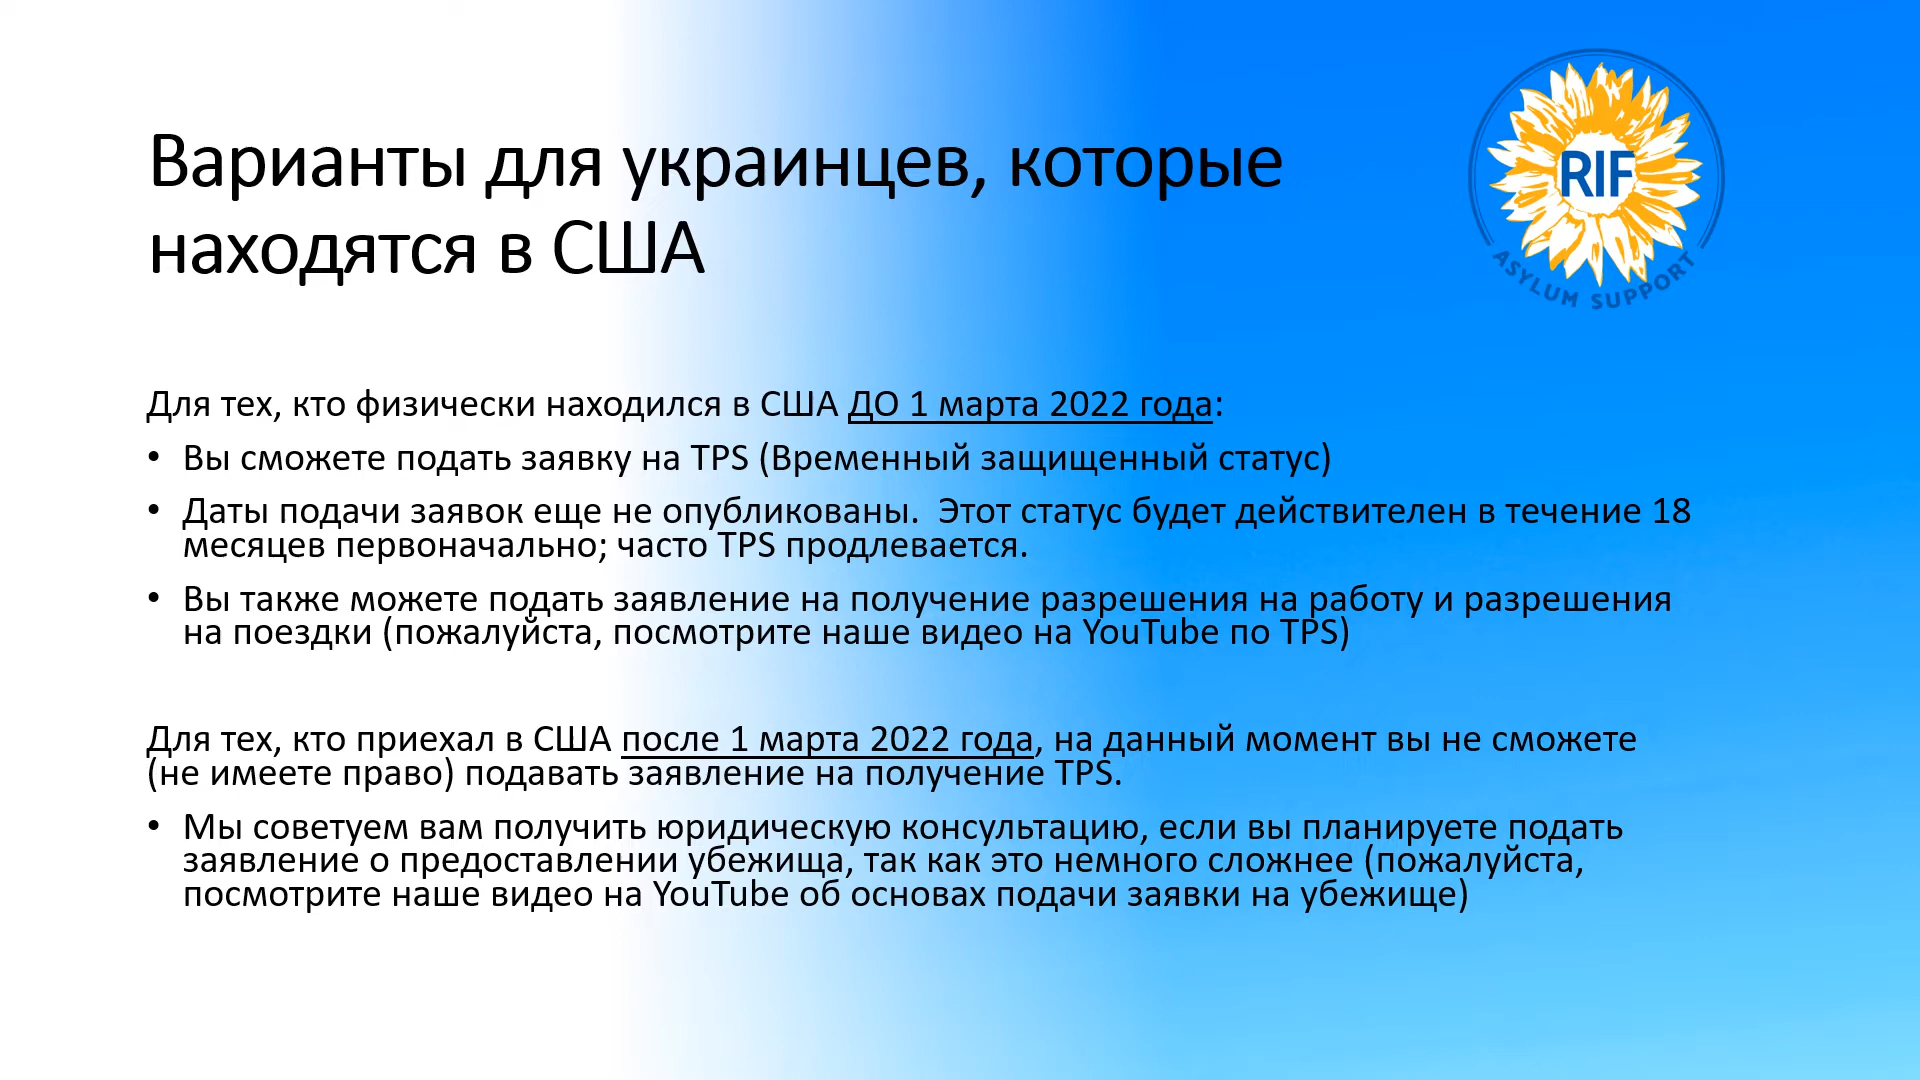 Варианты для украинцев, которые
находятся в США
RIF
ASYLUM SUPPORT
Для тех, кто физически находился в США ДО 1 марта 2022 года:
• Вы сможете подать заявку на TPS (Временный защищенный статус)
• Даты подачи заявок еще не опубликованы.  Этот статус будет действителен в течение 18
месяцев первоначально; часто TPS продлевается.
• Вы также можете подать заявление на получение разрешения на работу и разрешения
на поездки (пожалуйста, посмотрите наше видео на YouTube по TPS)
Для тех, кто приехал в США после 1 марта 2022 года, на данный момент вы не сможете
(не имеете право) подавать заявление на получение TPS.
• Мы советуем вам получить юридическую консультацию, если вы планируете подать
заявление о предоставлении убежища, так как это немного сложнее (пожалуйста,
посмотрите наше видео на YouTube об основах подачи заявки на убежище)